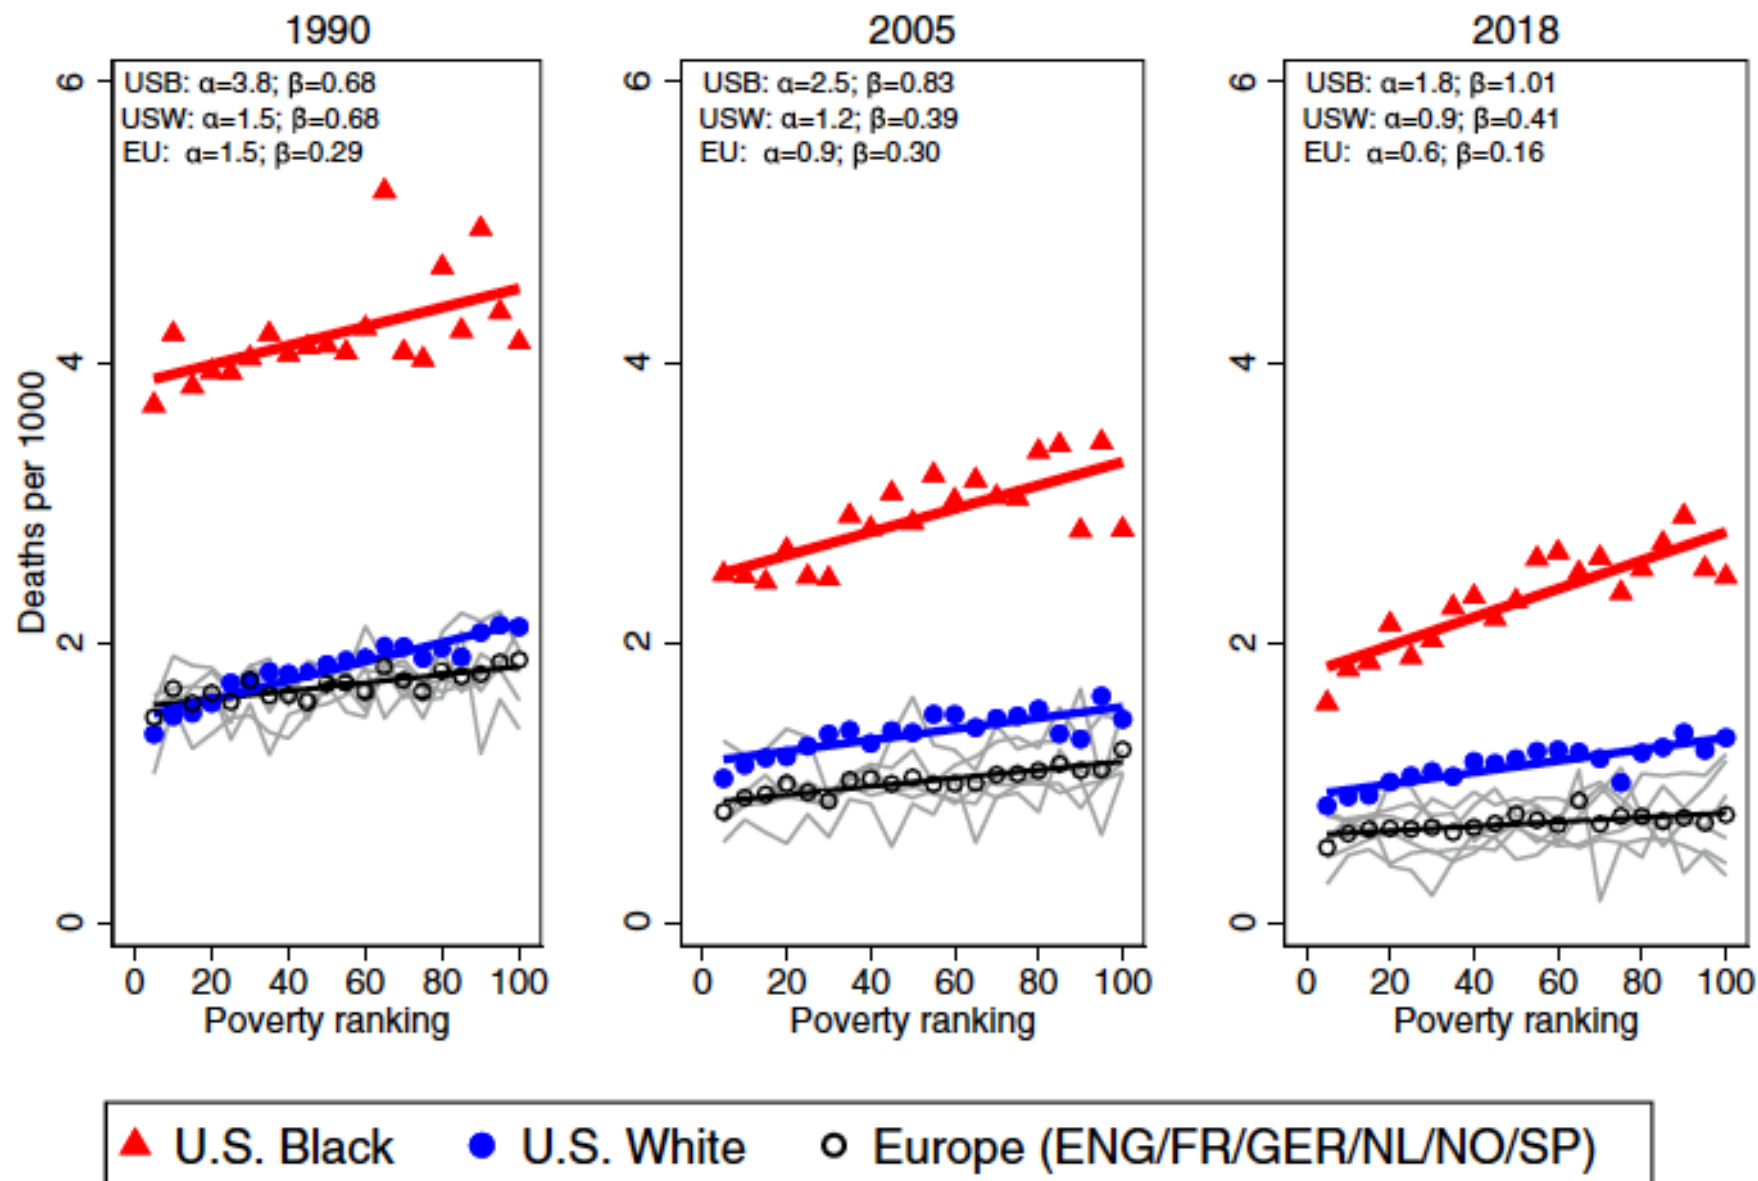 1990
2005
2018
USB: α=3.8; β=0.68
USW: α=1.5; β=0.68
EU: α=1.5; β=0.29
USB: α=2.5; β=0.83
USW: α=1.2; β=0.39
EU: α=0.9; β=0.30
USB: α=1.8; β=1.01
USW: α=0.9; β=0.41
EU: α=0.6; β=0.16
Deaths per 1000
6
4
2
0
6
4
2
0
6
4
2
0
0 20 40 60 80 100
0 20 40 60 80 100
0 20 40 60 80 100
Poverty ranking
Poverty ranking
Poverty ranking
U.S. Black U.S. White Europe (ENG/FR/GER/NL/NO/SP)